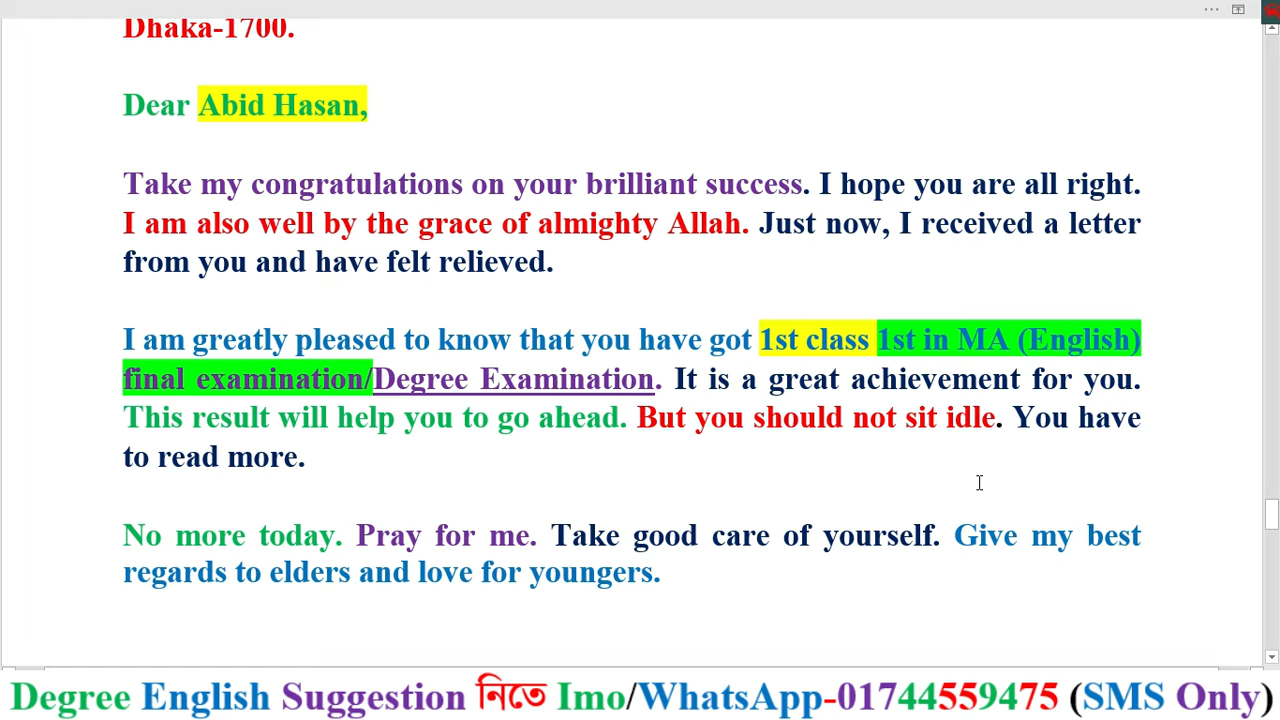 Dhaka-1700.
Dear Abid Hasan,
Take my congratulations on your brilliant success. I hope you are all right.
I am also well by the grace of almighty Allah. Just now, I received a letter
from you and have felt relieved.
I am greatly pleased to know that you have got 1st class 1st in MA (English)
final examination/Degree Examination. It is a great achievement for you.
This result will help you to go ahead. But you should not sit idle. You have
to read more.
No more today. Pray for me. Take good care of yourself. Give my best
regards to elders and love for youngers.
Degree English Suggestion নিতে Imo/WhatsApp-01744559475 (SMS Only)